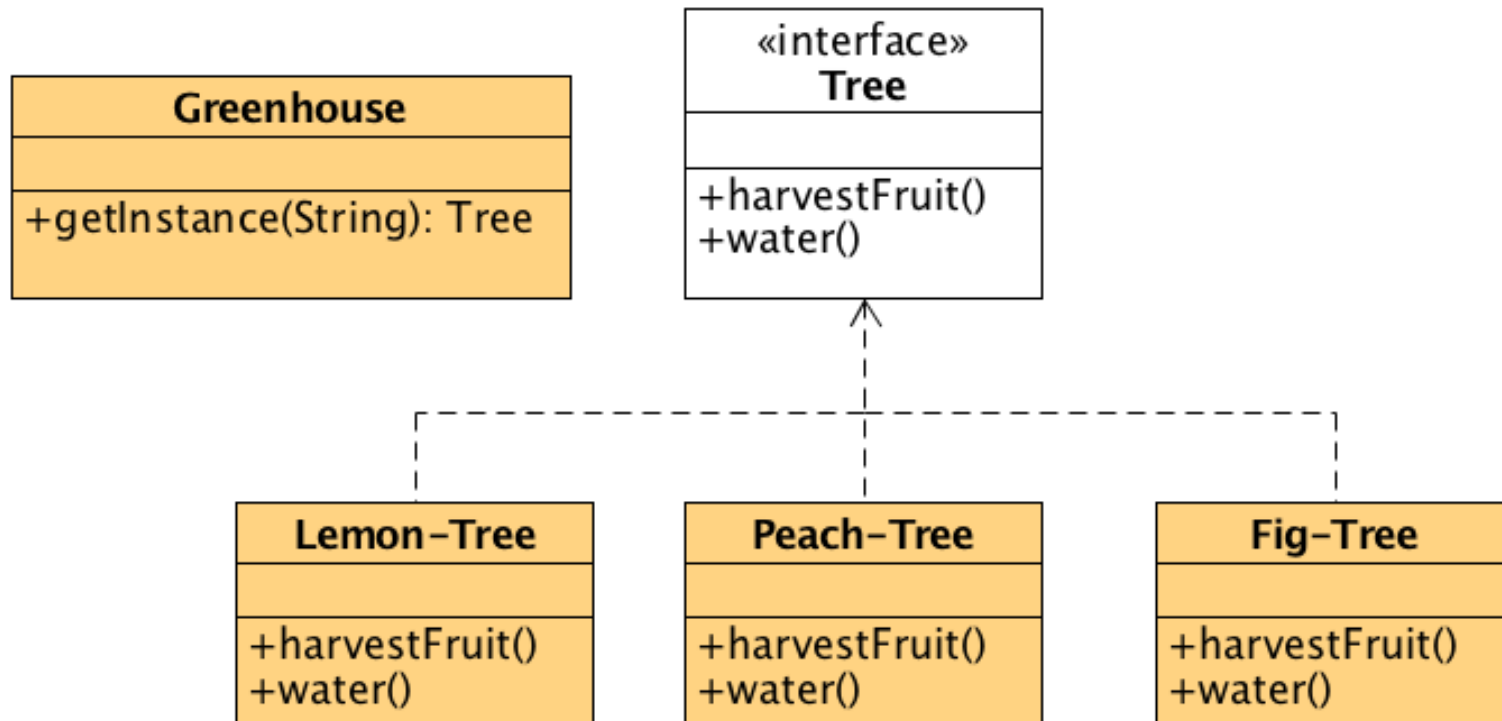 Greenhouse
+getInstance(String): Tree
«interface»
Tree
+harvestFruit()
+water()
Lemon-Tree
+harvestFruit()
+water()
Peach-Tree
+harvestFruit()
+water()
Fig-Tree
+harvestFruit()
+water()